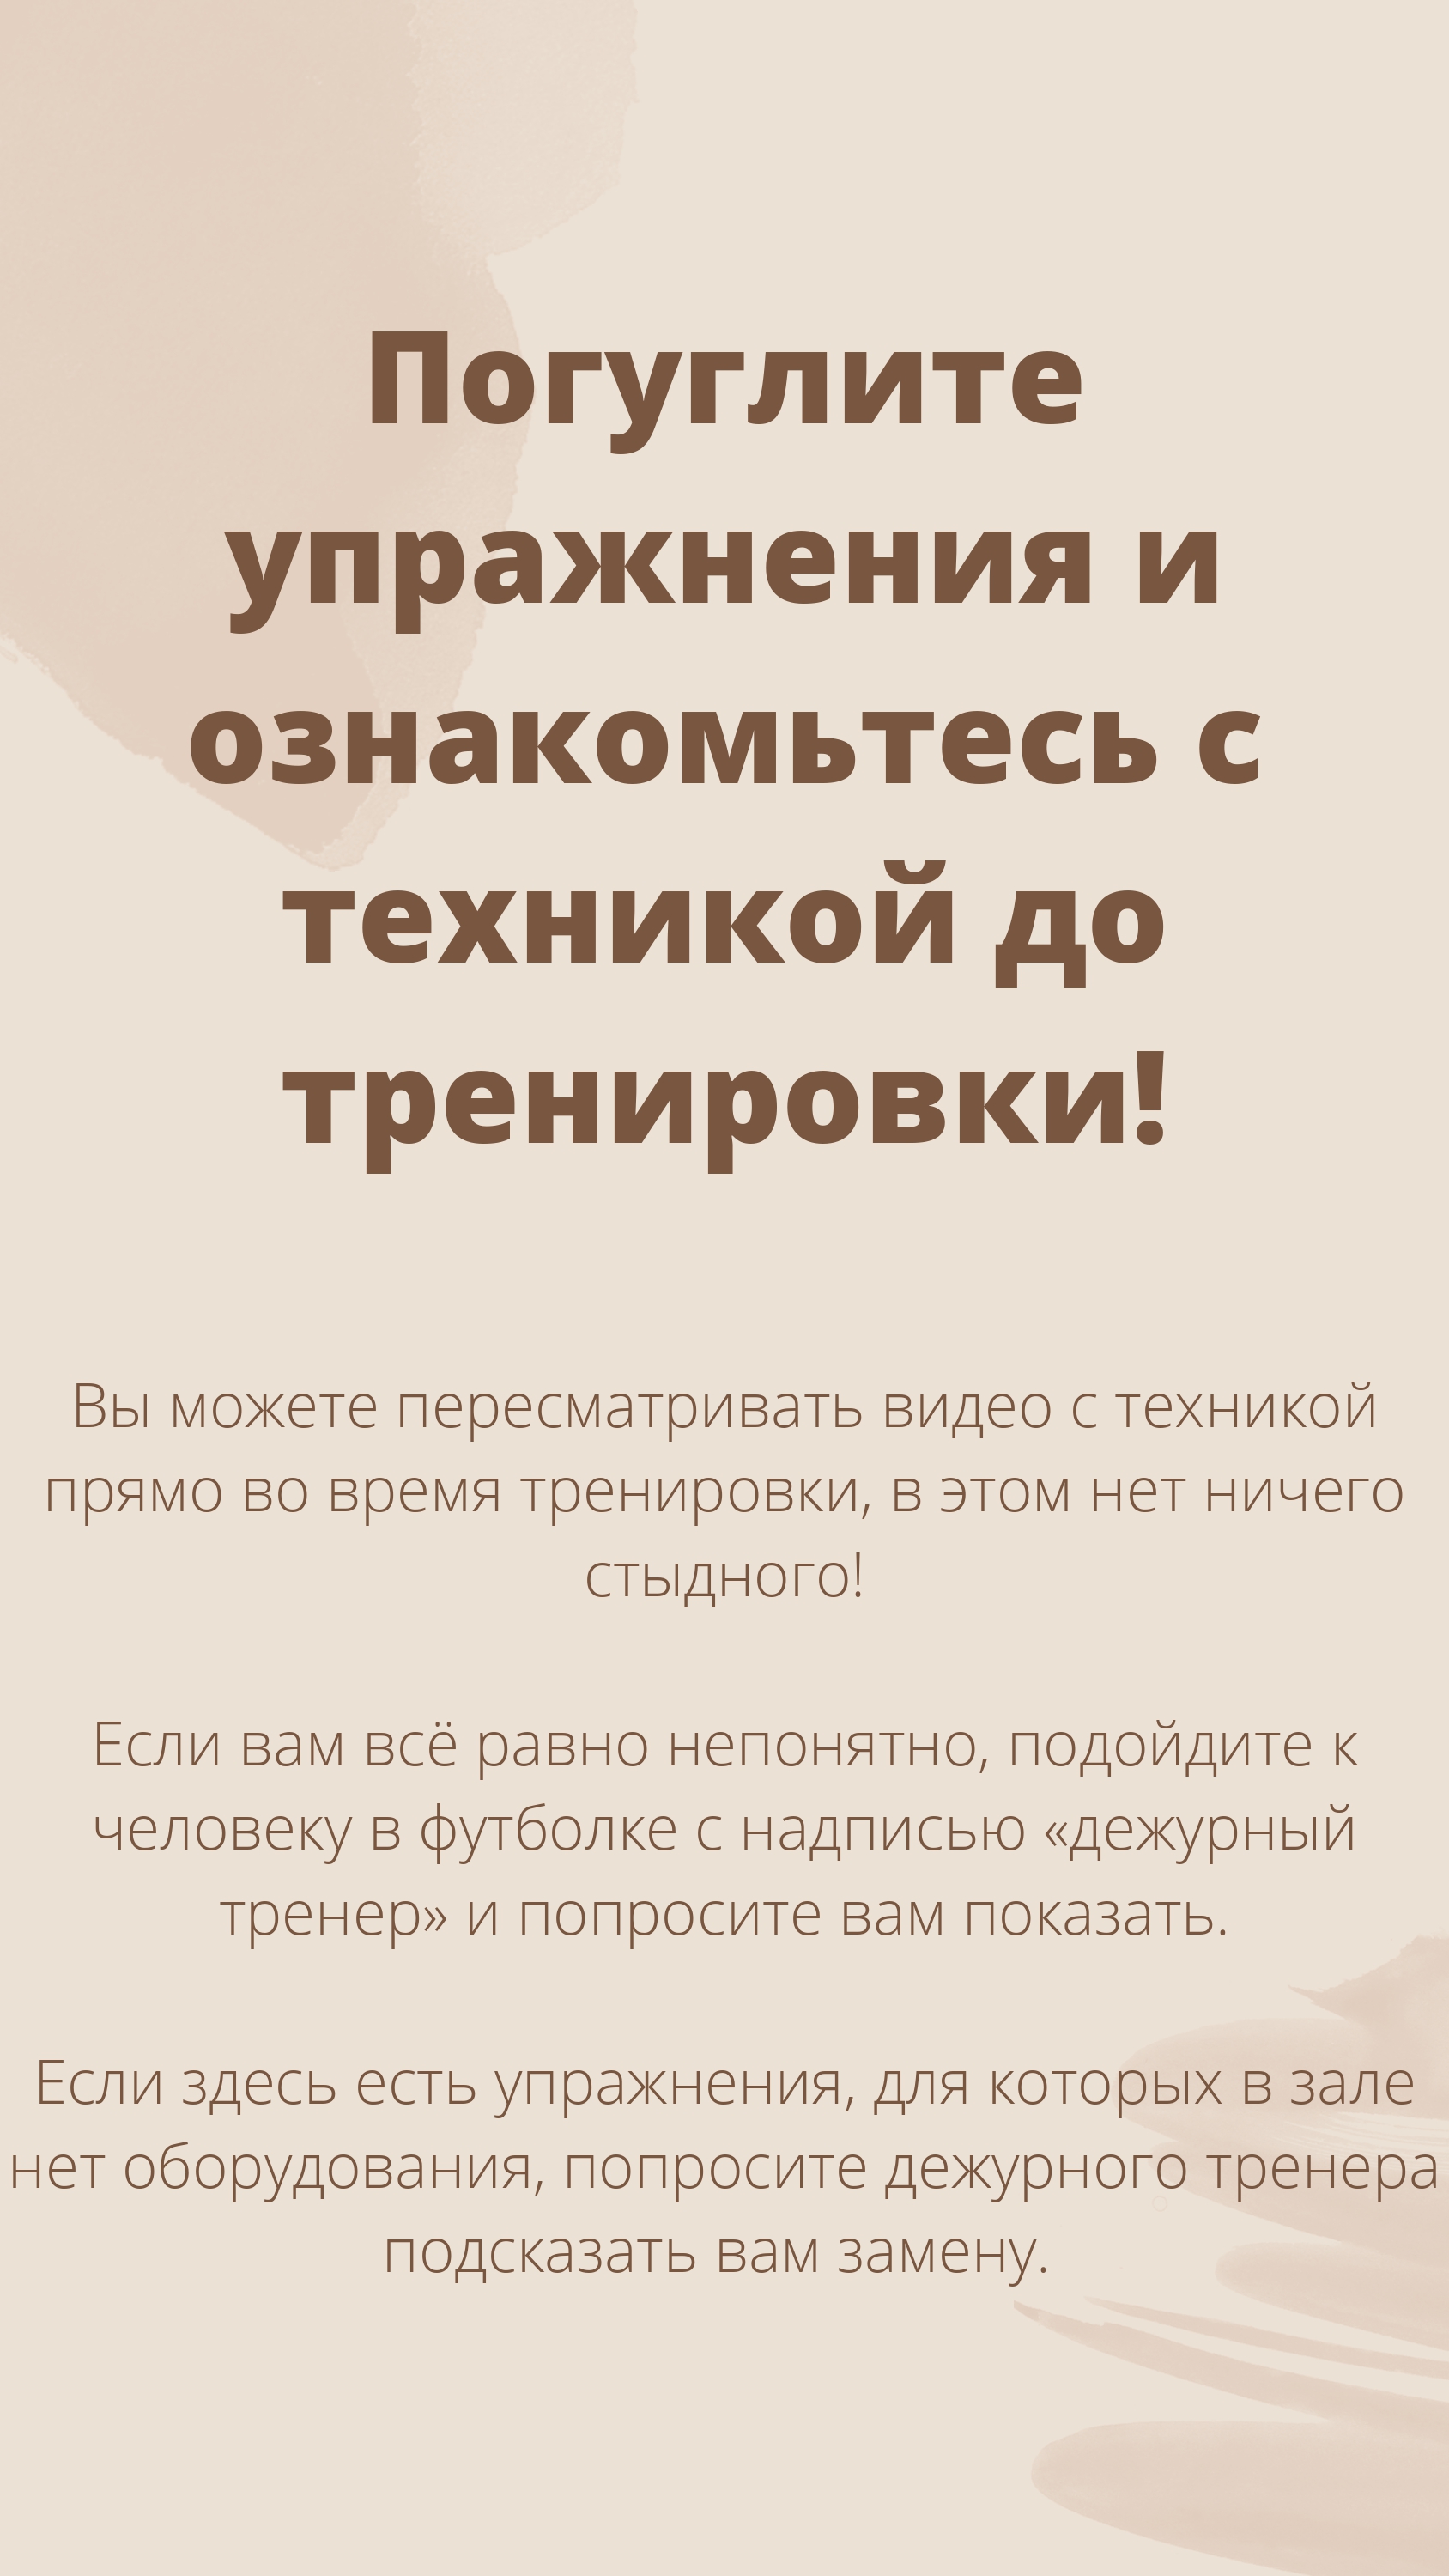 Погуглите
упражнения и
ознакомьтесь с
техникой до
тренировки!
Вы можете пересматривать видео с техникой
прямо во время тренировки, в этом нет ничего
стыдного!
Если вам всё равно непонятно, подойдите к
человеку в футболке с надписью «дежурный
тренер» и попросите вам показать.
Если здесь есть упражнения, для которых в зале
нет оборудования, попросите дежурного тренера
подсказать вам замену.